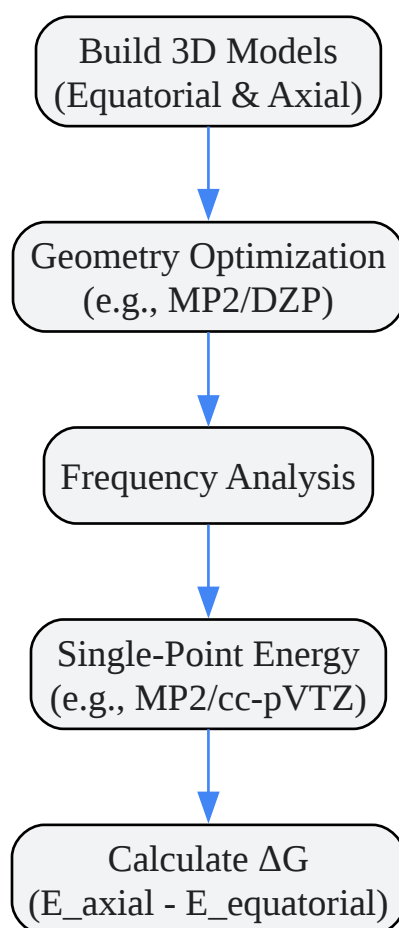 Build 3D Models
(Equatorial & Axial)
Geometry Optimization
(e.g., MP2/DZP)
Frequency Analysis
Single-Point Energy
(e.g., MP2/cc-pVTZ)
Calculate ΔG
(E_axial - E_equatorial)